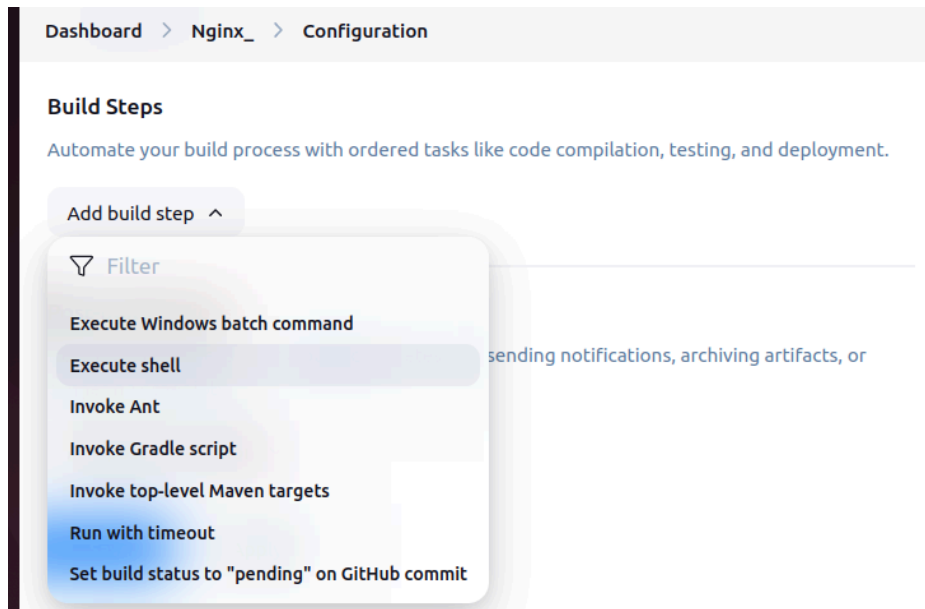 Dashboard > Nginx_ > Configuration
Build Steps
Automate your build process with ordered tasks like code compilation, testing, and deployment.
Add build step
Filter
Execute Windows batch command
Execute shell
sending notifications, archiving artifacts, or
Invoke Ant
Invoke Gradle script
Invoke top-level Maven targets
Run with timeout
Set build status to "pending" on GitHub commit